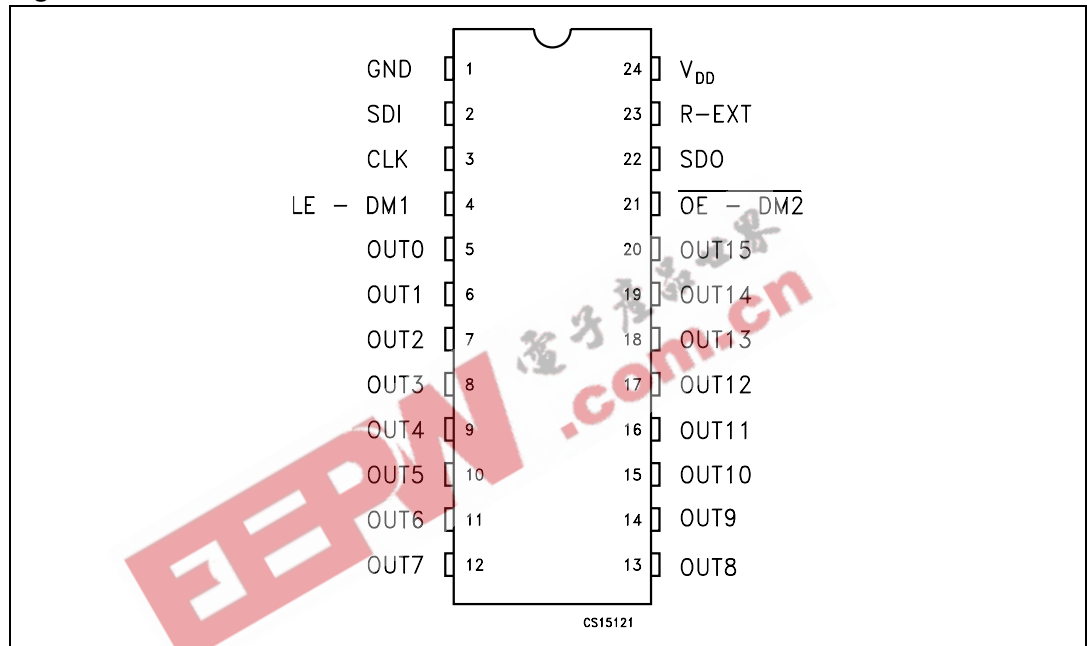 GND 1 24 VDD
SDI 2 23 R-EXT
CLK 3 22 SDO
LE - DM1 4 21 OE - DM2
OUT0 5 20 OUT15
OUT1 6 19 OUT14
OUT2 7 18 OUT13
OUT3 8 17 OUT12
OUT4 9 16 OUT11
OUT5 10 15 OUT10
OUT6 11 14 OUT9
OUT7 12 13 OUT8
CS15121
EEPW
.com.cn
電子產品世界